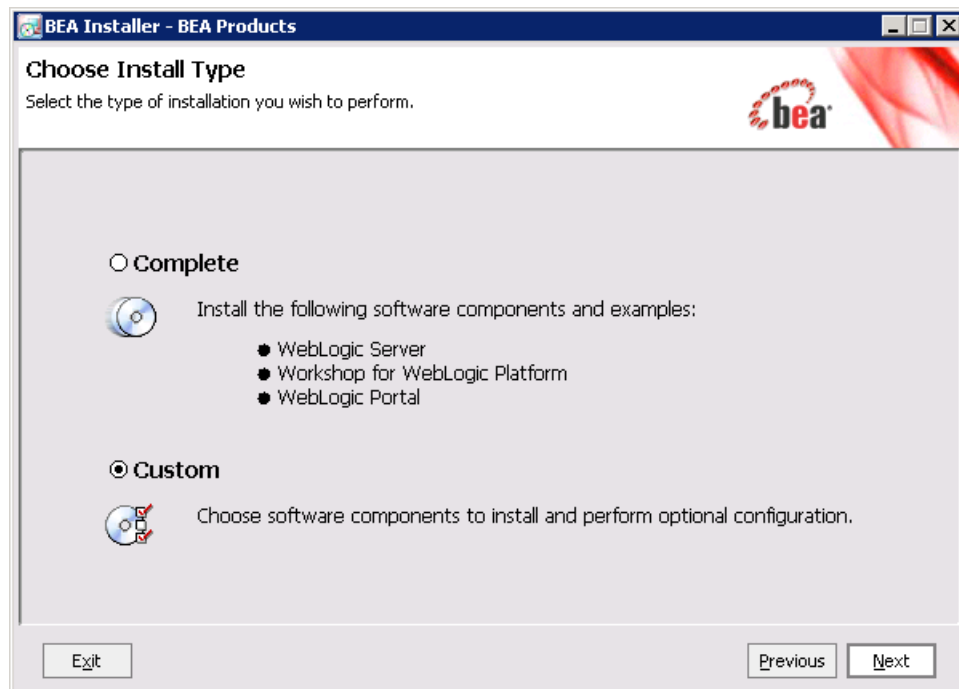 BEA Installer - BEA Products
Choose Install Type
Select the type of installation you wish to perform.
bea
Complete
Install the following software components and examples:
● WebLogic Server
● Workshop for WebLogic Platform
● WebLogic Portal
Custom
Choose software components to install and perform optional configuration.
Exit
Previous
Next